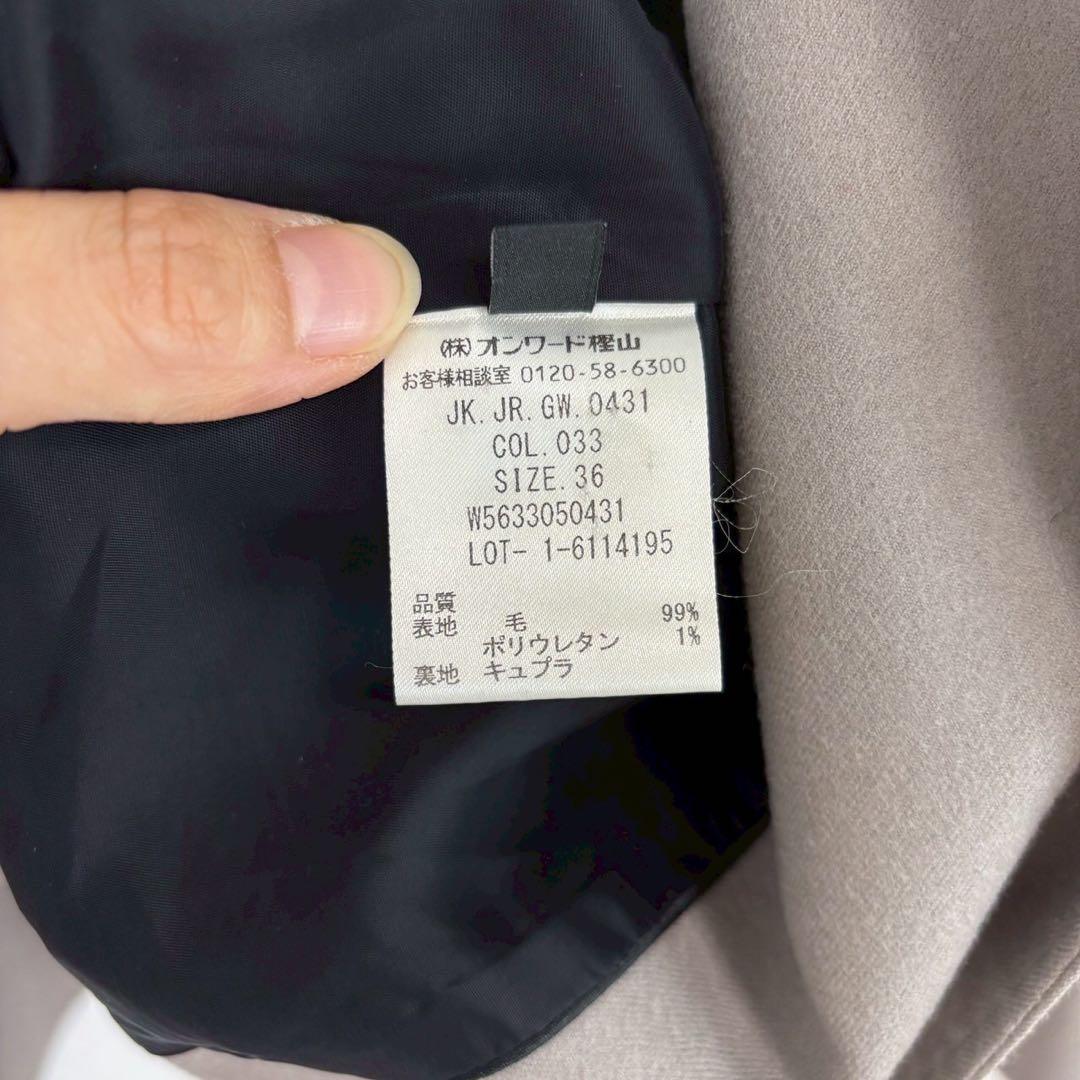 (株)オンワード樫山
お客様相談室 0120-58-6300
JK.JR.GW.0431
COL.033
SIZE.36
W5633050431
LOT- 1-6114195
品質
表地 毛 99%
ポリウレタン 1%
裏地 キュプラ